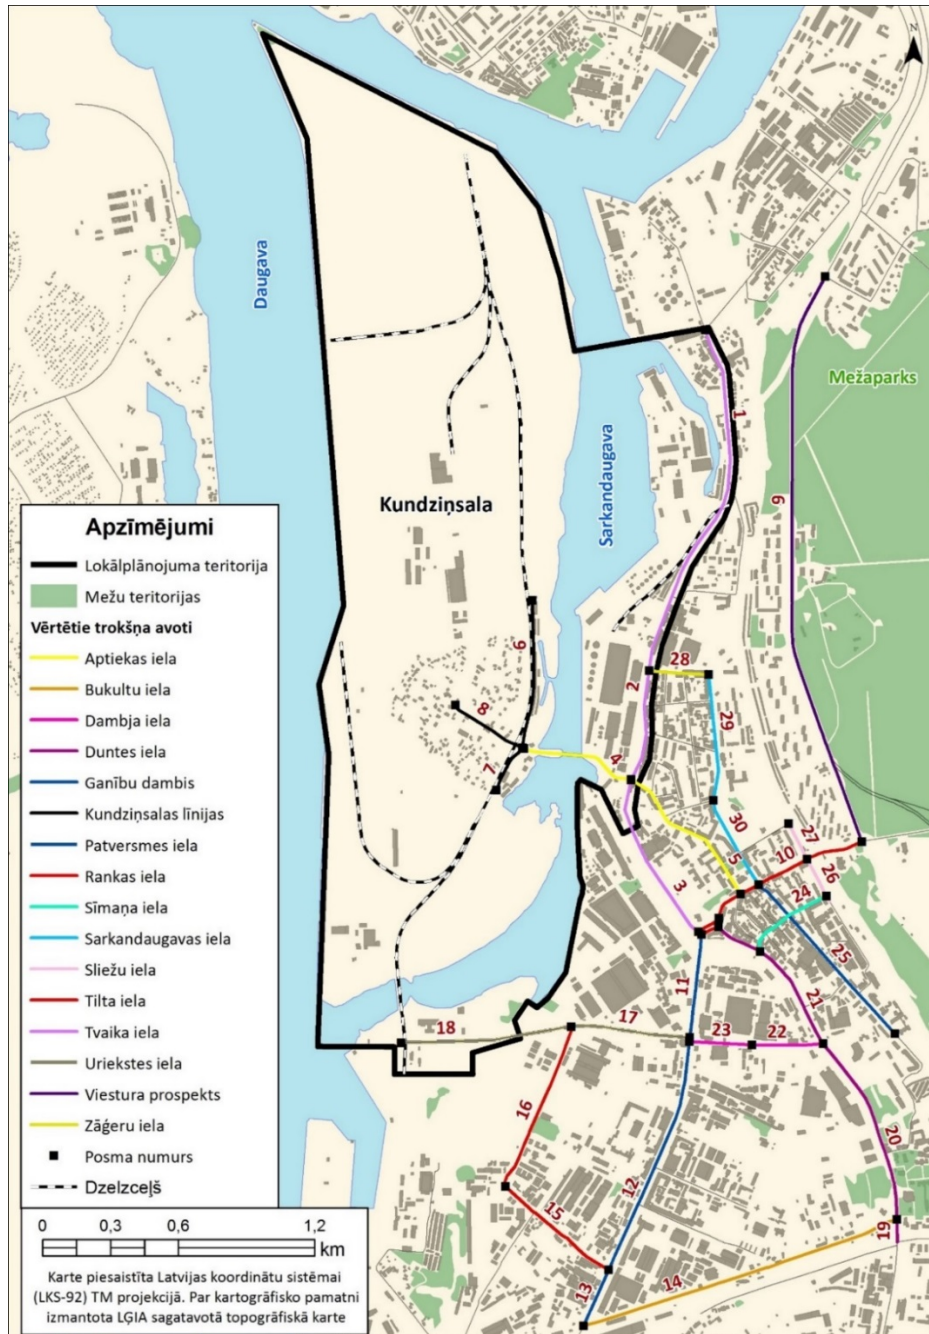 N
Daugava
Mežaparks
1
9
Kundziņsala
Sarkandaugava
Apzīmējumi
Lokālplānojuma teritorija
Mežu teritorijas
Vērtētie trokšņa avoti
Aptiekas iela
Bukultu iela
Dambja iela
Duntes iela
Ganību dambis
Kundziņsalas līnijas
Patversmes iela
Rankas iela
Sīmaņa iela
Sarkandaugavas iela
Sliežu iela
Tilta iela
Tvaika iela
Uriekstes iela
Viestura prospekts
Zāģeru iela
Posma numurs
Dzelzceļš
0 0,3 0,6 1,2
km
Karte piesaistīta Latvijas koordinātu sistēmai
(LKS-92) TM projekcijā. Par kartogrāfisko pamatni
izmantota LĢIA sagatavotā topogrāfiskā karte
6
28
2
29
8
7
4
30
27
5
10
26
3
24
25
11
21
17
18
23
22
16
20
12
15
19
14
13